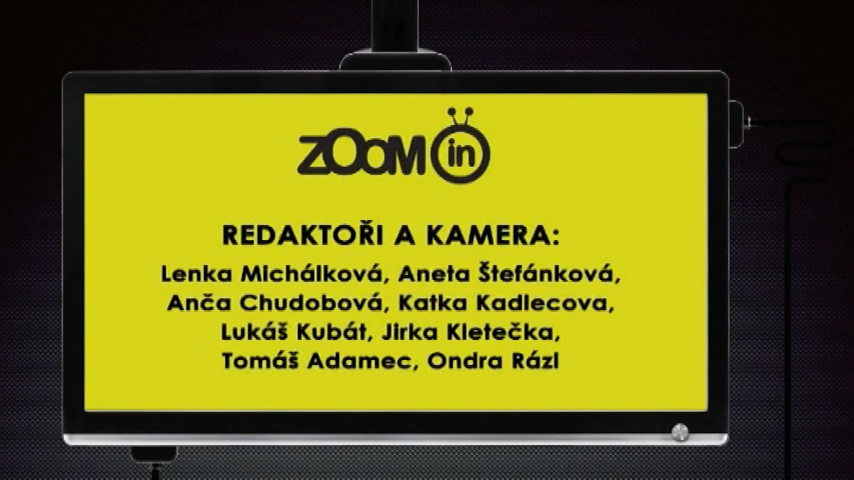 ZOOM in
REDAKTOŘI A KAMERA:
Lenka Michálková, Aneta Štefánková,
Anča Chudobová, Katka Kadlecova,
Lukáš Kubát, Jirka Kletečka,
Tomáš Adamec, Ondra Rázl